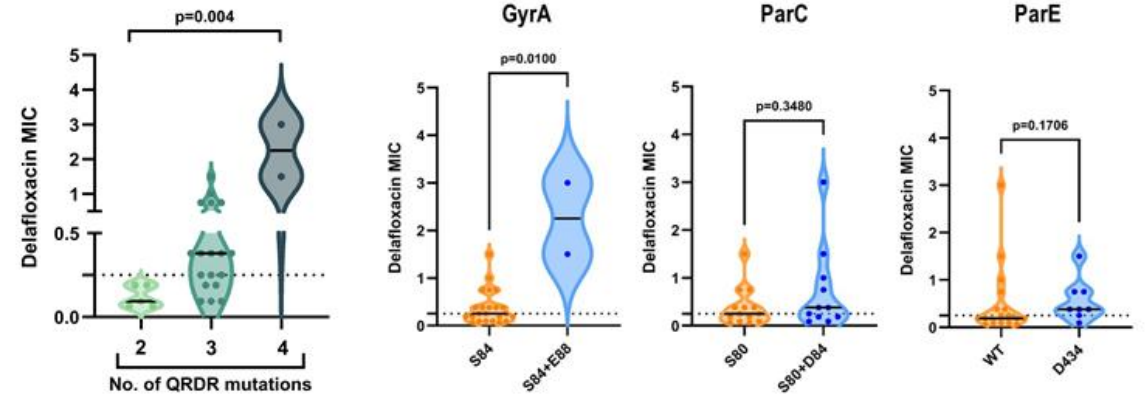 p=0.004
5
4
3
2
1
0.5
0.0
Delafloxacin MIC
2 3 4
No. of QRDR mutations
GyrA
p=0.0100
5
4
3
2
1
0
Delafloxacin MIC
S84 S84+E88
ParC
p=0.3480
5
4
3
2
1
0
Delafloxacin MIC
S80 S80+D84
ParE
p=0.1706
5
4
3
2
1
0
Delafloxacin MIC
WT D434